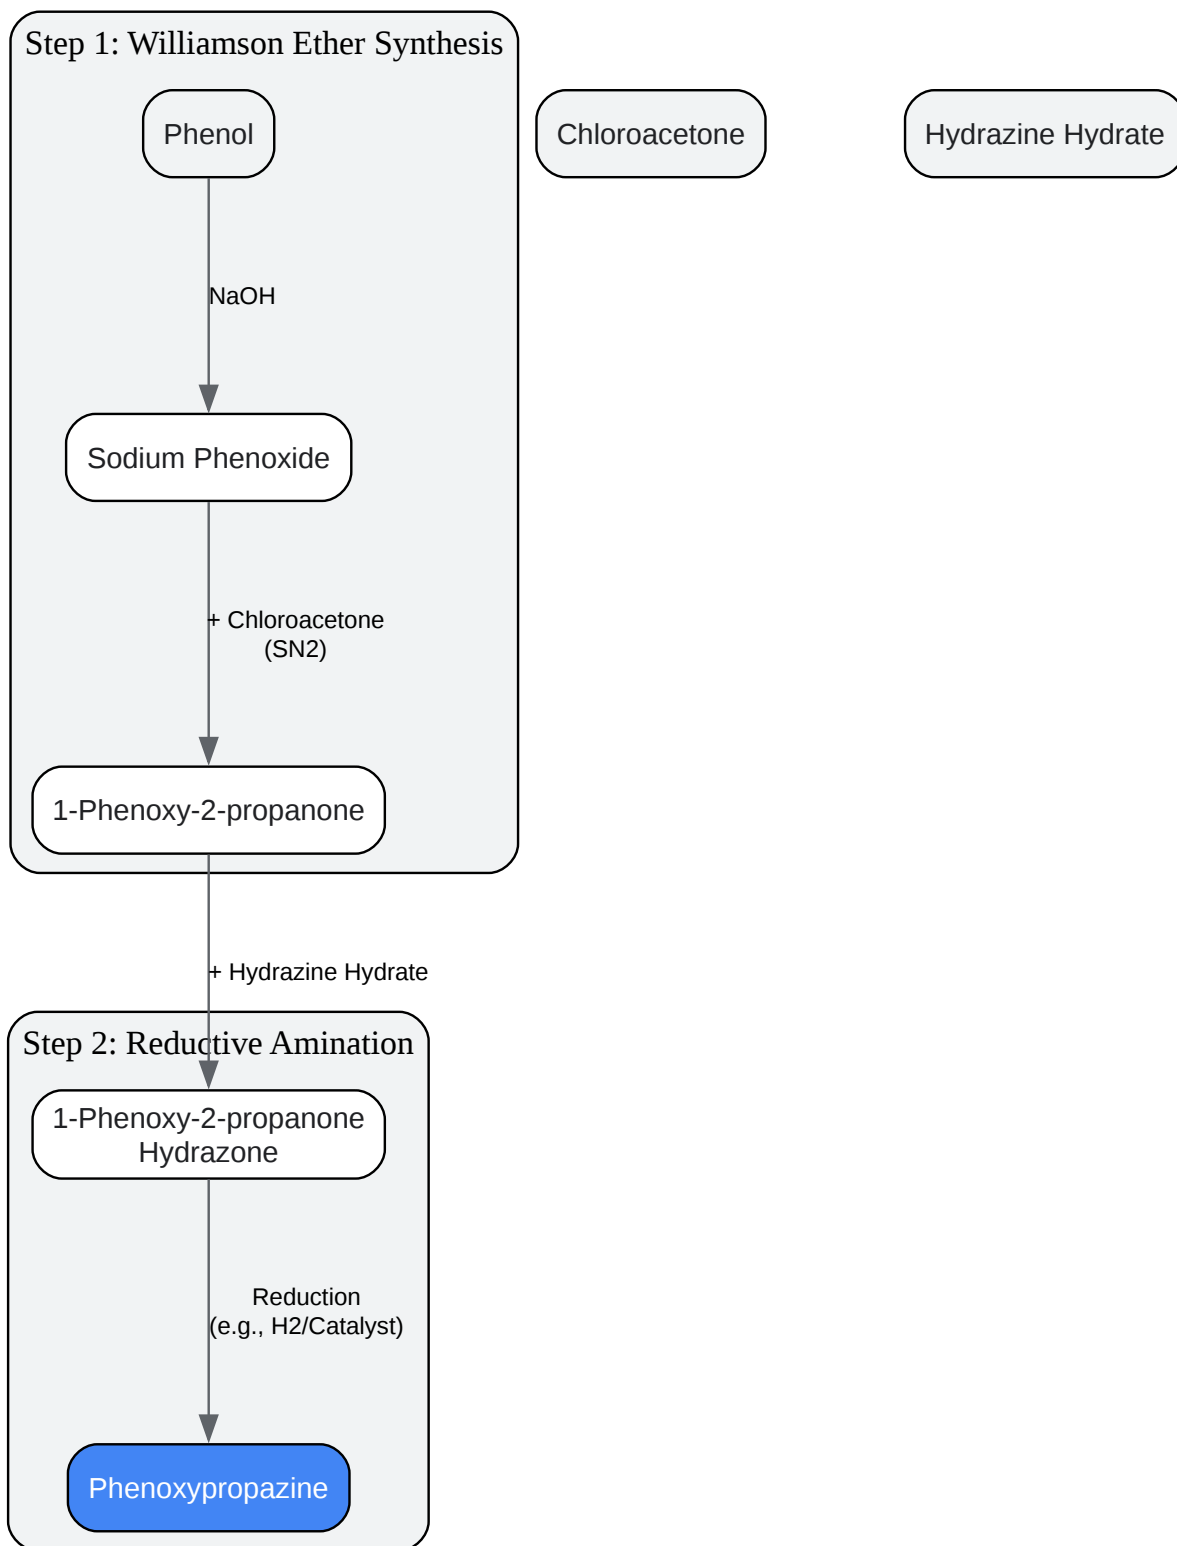 Step 1: Williamson Ether Synthesis
Phenol
Chloroacetone
Hydrazine Hydrate
NaOH
Sodium Phenoxide
+ Chloroacetone
(SN2)
1-Phenoxy-2-propanone
+ Hydrazine Hydrate
Step 2: Reductive Amination
1-Phenoxy-2-propanone
Hydrazone
Reduction
(e.g., H2/Catalyst)
Phenoxypropazine